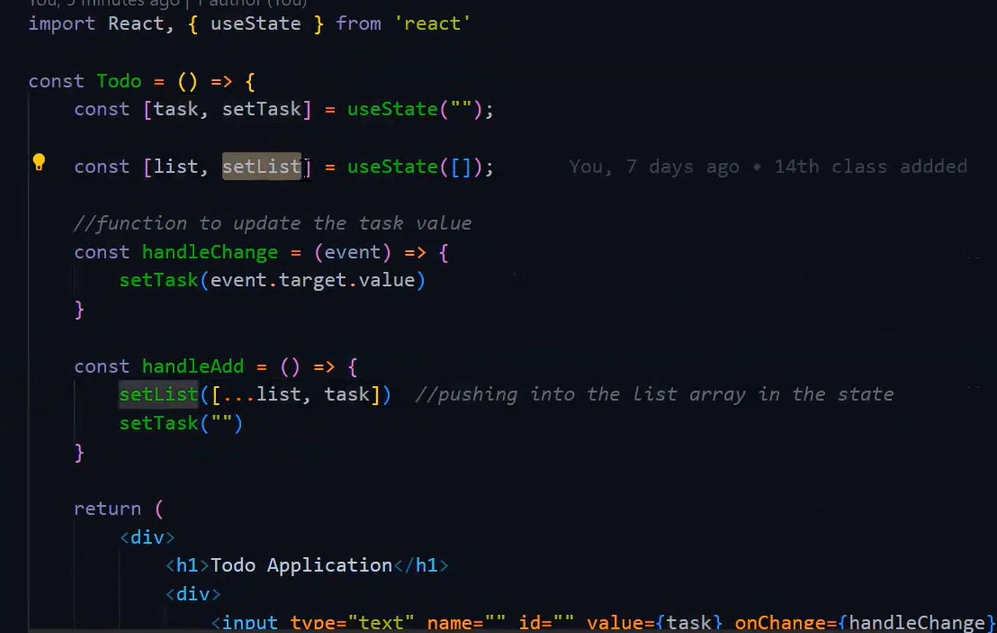 You, 5 minutes ago | 1 author (You)
import React, { useState } from 'react'
const Todo = () => {
const [task, setTask] = useState("");
const [list, setList] = useState([]); You, 7 days ago • 14th class addded
//function to update the task value
const handleChange = (event) => {
setTask(event.target.value)
}
const handleAdd = () => {
setList([...list, task]) //pushing into the list array in the state
setTask("")
}
return (
<div>
<h1>Todo Application</h1>
<div>
<input type="text" name="" id="" value={task} onChange={handleChange}